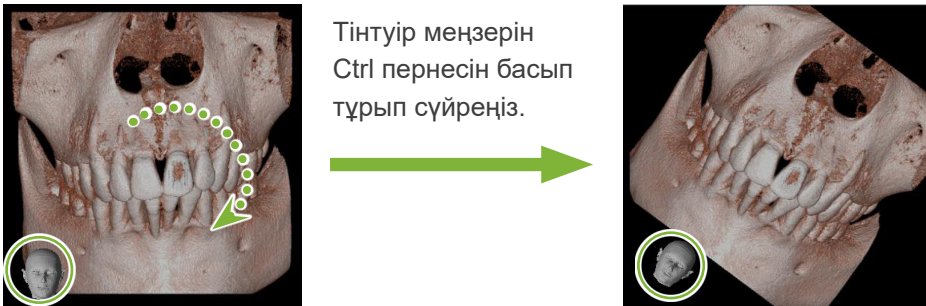 Тінтуір меңзерін
Ctrl пернесін басып
тұрып сүйреңіз.